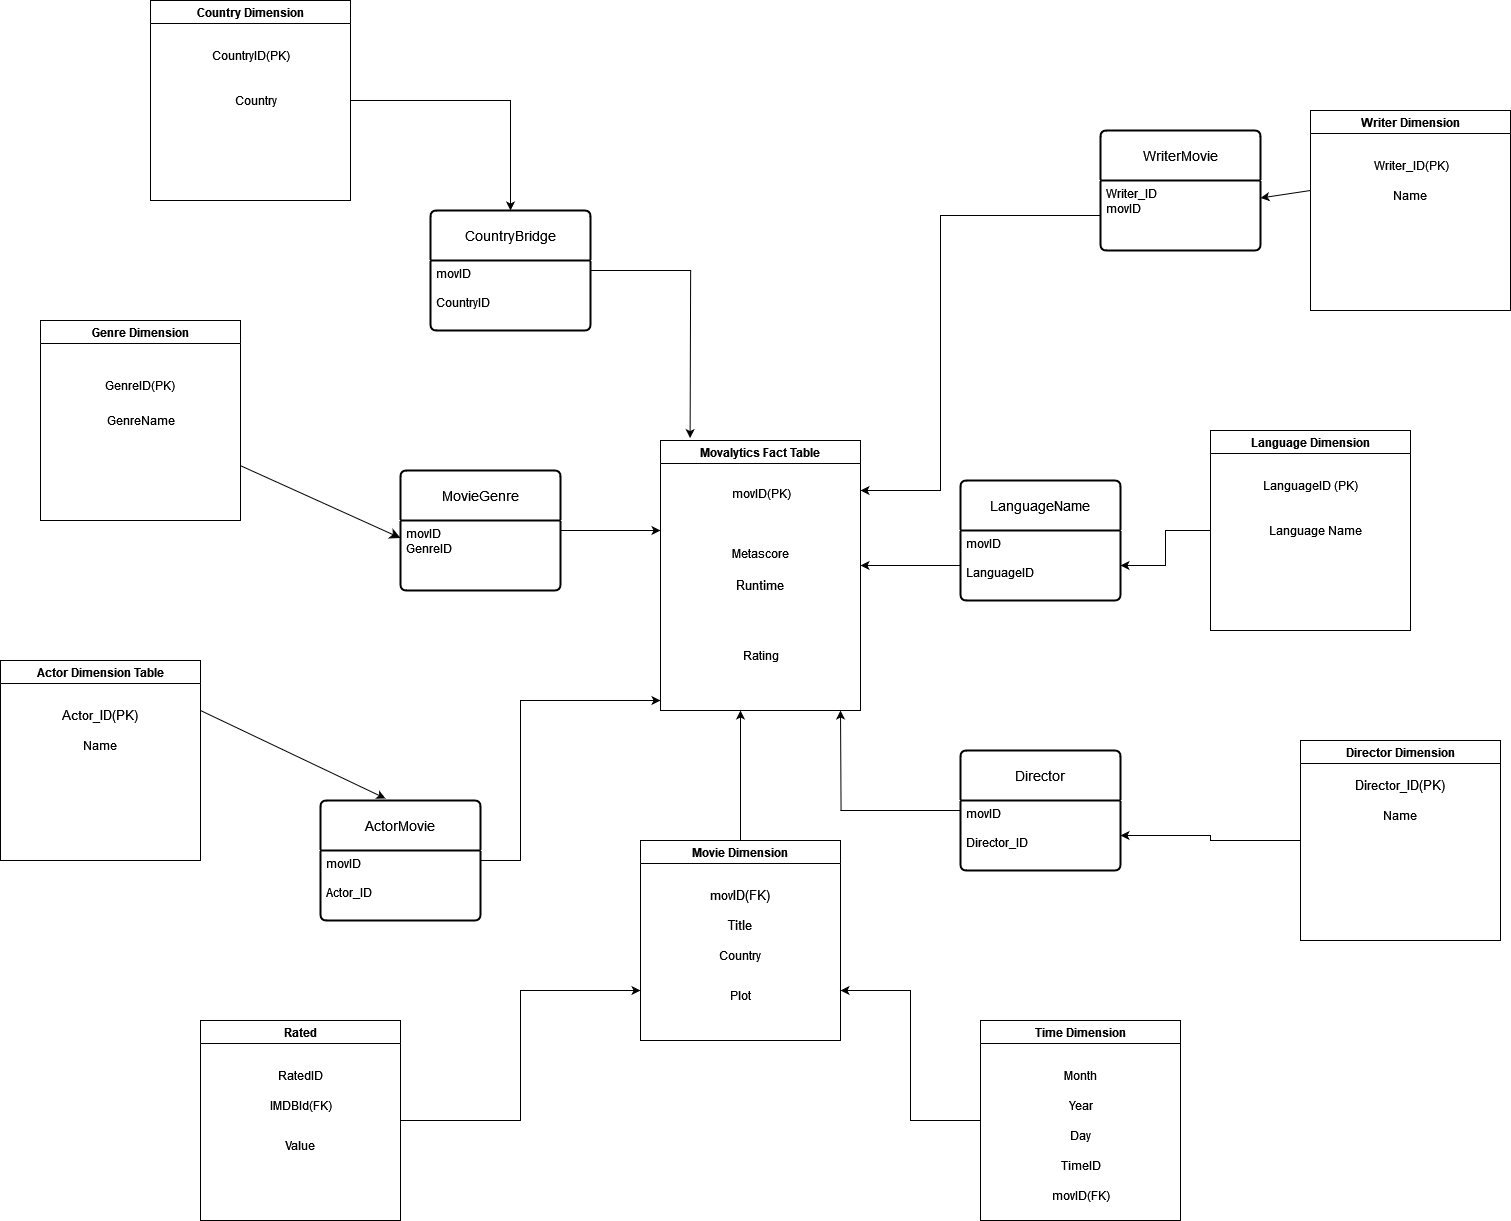 Country Dimension
CountryID(PK)
Country
Writer Dimension
Writer_ID(PK)
Name
WriterMovie
Writer_ID
movID
CountryBridge
movID
CountryID
Genre Dimension
GenreID(PK)
GenreName
Movalytics Fact Table
movID(PK)
Metascore
Runtime
Rating
Language Dimension
LanguageID (PK)
Language Name
MovieGenre
movID
GenreID
LanguageName
movID
LanguageID
Actor Dimension Table
Actor_ID(PK)
Name
ActorMovie
movID
Actor_ID
Director
movID
Director_ID
Director Dimension
Director_ID(PK)
Name
Movie Dimension
movID(FK)
Title
Country
Plot
Rated
RatedID
IMDBId(FK)
Value
Time Dimension
Month
Year
Day
TimeID
movID(FK)